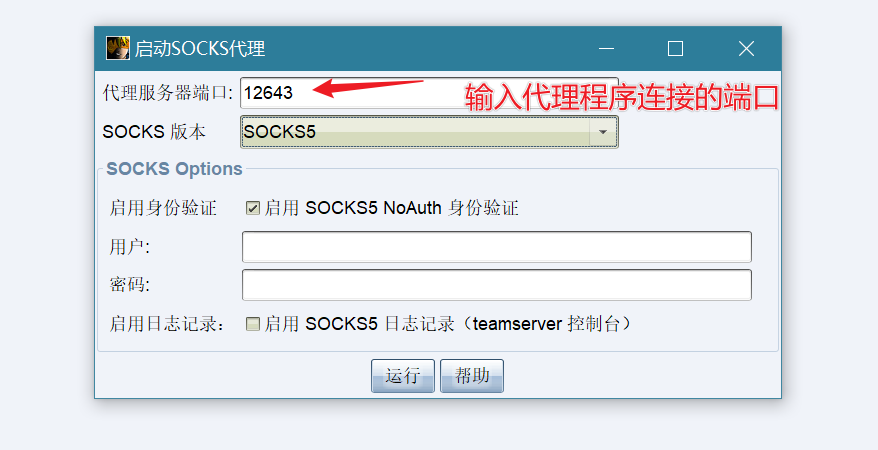 启动SOCKS代理
代理服务器端口: 12643
输入代理程序连接的端口
SOCKS 版本 SOCKS5
SOCKS Options
启用身份验证 启用 SOCKS5 NoAuth 身份验证
用户:
密码:
启用日志记录： 启用 SOCKS5 日志记录（teamserver 控制台）
运行 帮助